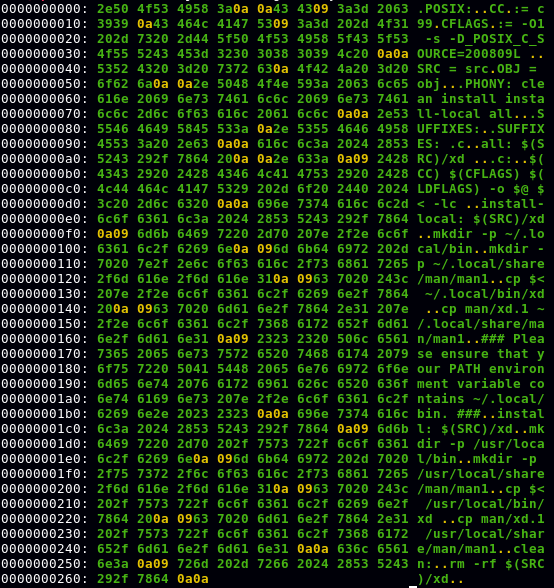 0000000000: 2e50 4f53 4958 3a0a 0a43 4309 3a3d 2063 .POSIX:..CC.:= c
0000000010: 3939 0a43 464c 4147 5309 3a3d 202d 4f31 99.CFLAGS.:= -O1
0000000020: 202d 7320 2d44 5f50 4f53 4958 5f43 5f53  -s -D_POSIX_C_S
0000000030: 4f55 5243 453d 3230 3038 3039 4c20 0a0a OURCE=200809L ..
0000000040: 5352 4320 3d20 7372 630a 4f42 4a20 3d20 SRC = src.OBJ =
0000000050: 6f62 6a0a 0a2e 5048 4f4e 593a 2063 6c65 obj..PHONY: cle
0000000060: 616e 2069 6e73 7461 6c6c 2069 6e73 7461 an install insta
0000000070: 6c6c 2d6c 6f63 616c 2061 6c6c 0a0a 2e53 ll-local all...S
0000000080: 5546 4649 5845 533a 0a2e 5355 4646 4958 UFFIXES:..SUFFIX
0000000090: 4553 3a20 2e63 0a0a 616c 6c3a 2024 2853 ES: .c..all: $(S
00000000a0: 5243 292f 7864 200a 0a2e 633a 0a09 2428 RC)/xd ...c:..$(
00000000b0: 4343 2920 2428 4346 4c41 4753 2920 2428 CC) $(CFLAGS) $(
00000000c0: 4c44 464c 4147 5329 202d 6f20 2440 2024 LDFLAGS) -o $@ $
00000000d0: 3c20 2d6c 6320 0a0a 696e 7374 616c 6c2d < -lc ..install-
00000000e0: 6c6f 6361 6c3a 2024 2853 5243 292f 7864 local: $(SRC)/xd
00000000f0: 0a09 6d6b 6469 7220 2d70 207e 2f2e 6c6f ..mkdir -p ~/.lo
0000000100: 6361 6c2f 6269 6e0a 096d 6b64 6972 202d cal/bin..mkdir -
0000000110: 7020 7e2f 2e6c 6f63 616c 2f73 6861 7265 p ~/.local/share
0000000120: 2f6d 616e 2f6d 616e 310a 0963 7020 243c /man/man1..cp $<
0000000130: 207e 2f2e 6c6f 6361 6c2f 6269 6e2f 7864  ~/.local/bin/xd
0000000140: 200a 0963 7020 6d61 6e2f 7864 2e31 207e  ..cp man/xd.1 ~
0000000150: 2f2e 6c6f 6361 6c2f 7368 6172 652f 6d61 /.local/share/ma
0000000160: 6e2f 6d61 6e31 0a09 2323 2320 506c 6561 n/man1..### Plea
0000000170: 7365 2065 6e73 7572 6520 7468 6174 2079 se ensure that y
0000000180: 6f75 7220 5041 5448 2065 6e76 6972 6f6e our PATH environ
0000000190: 6d65 6e74 2076 6172 6961 626c 6520 636f ment variable co
00000001a0: 6e74 6169 6e73 207e 2f2e 6c6f 6361 6c2f ntains ~/.local/
00000001b0: 6269 6e2e 2023 2323 0a0a 696e 7374 616c bin. ###..instal
00000001c0: 6c3a 2024 2853 5243 292f 7864 0a09 6d6b l: $(SRC)/xd..mk
00000001d0: 6469 7220 2d70 202f 7573 722f 6c6f 6361 dir -p /usr/loca
00000001e0: 6c2f 6269 6e0a 096d 6b64 6972 202d 7020 l/bin..mkdir -p
00000001f0: 2f75 7372 2f6c 6f63 616c 2f73 6861 7265 /usr/local/share
0000000200: 2f6d 616e 2f6d 616e 310a 0963 7020 243c /man/man1..cp $<
0000000210: 202f 7573 722f 6c6f 6361 6c2f 6269 6e2f  /usr/local/bin/
0000000220: 7864 200a 0963 7020 6d61 6e2f 7864 2e31 xd ..cp man/xd.1
0000000230: 202f 7573 722f 6c6f 6361 6c2f 7368 6172  /usr/local/shar
0000000240: 652f 6d61 6e2f 6d61 6e31 0a0a 636c 6561 e/man/man1..clea
0000000250: 6e3a 0a09 726d 202d 7266 2024 2853 5243 n:..rm -rf $(SRC
0000000260: 292f 7864 0a0a )/xd..